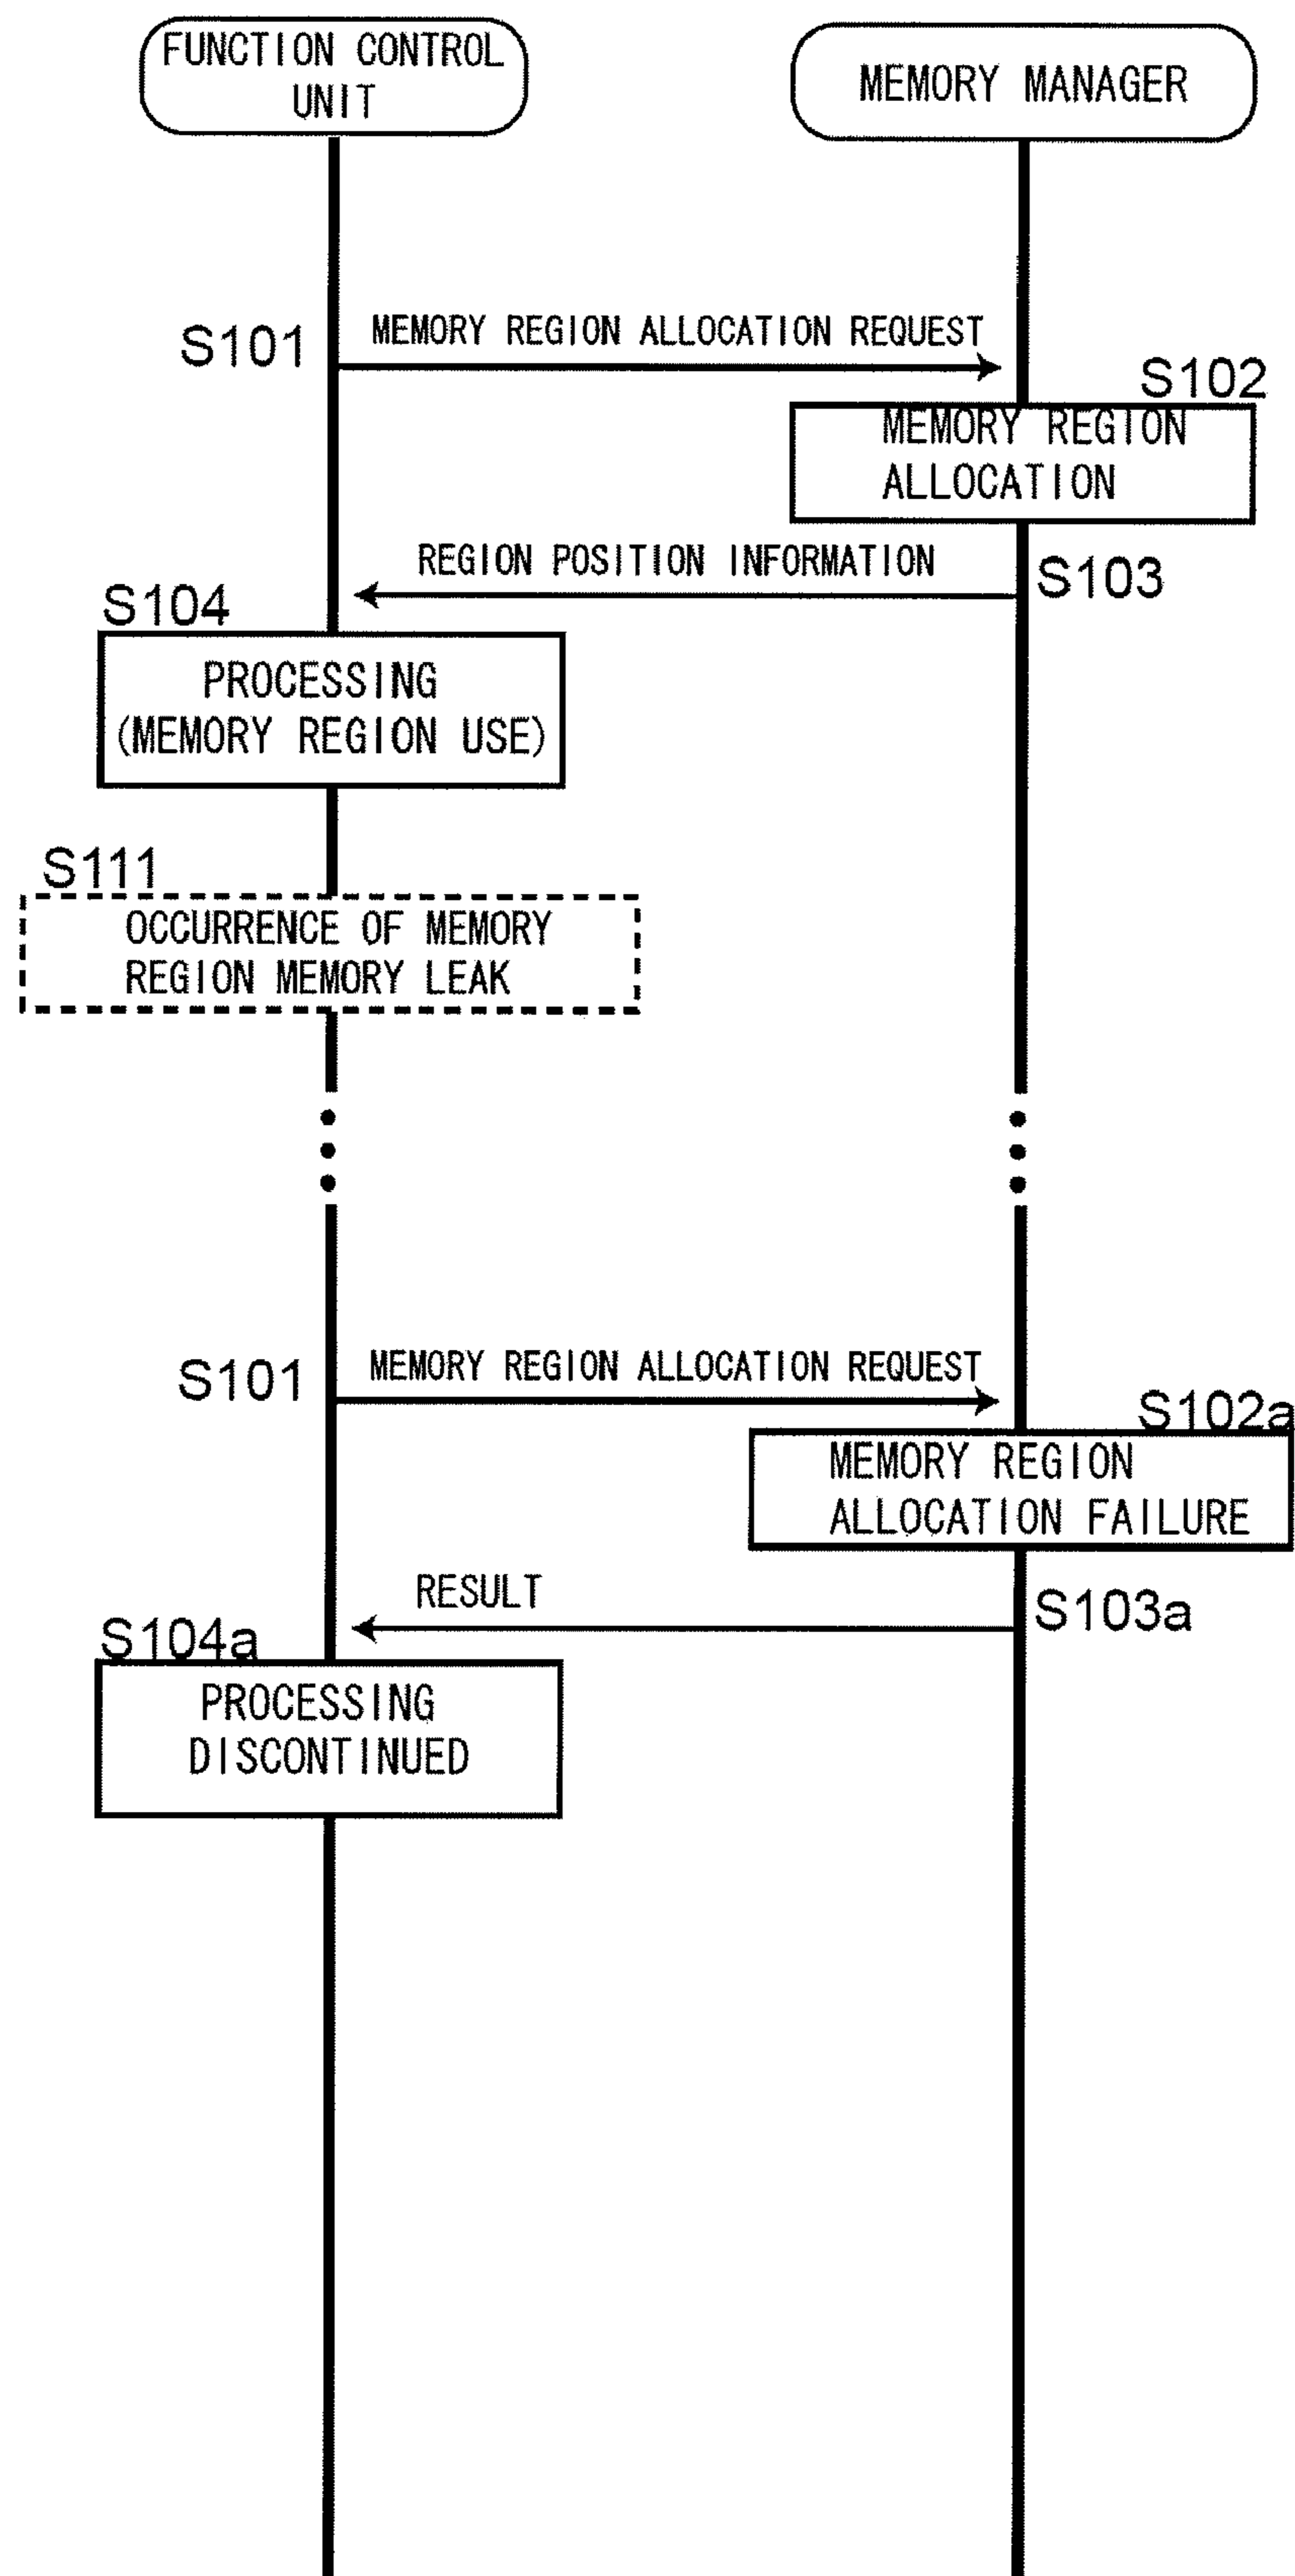 FUNCTION CONTROL
UNIT
MEMORY MANAGER
S101
MEMORY REGION ALLOCATION REQUEST
S102
MEMORY REGION
ALLOCATION
REGION POSITION INFORMATION
S103
S104
PROCESSING
(MEMORY REGION USE)
S111
OCCURRENCE OF MEMORY
REGION MEMORY LEAK
S101
MEMORY REGION ALLOCATION REQUEST
S102a
MEMORY REGION
ALLOCATION FAILURE
RESULT
S103a
S104a
PROCESSING
DISCONTINUED